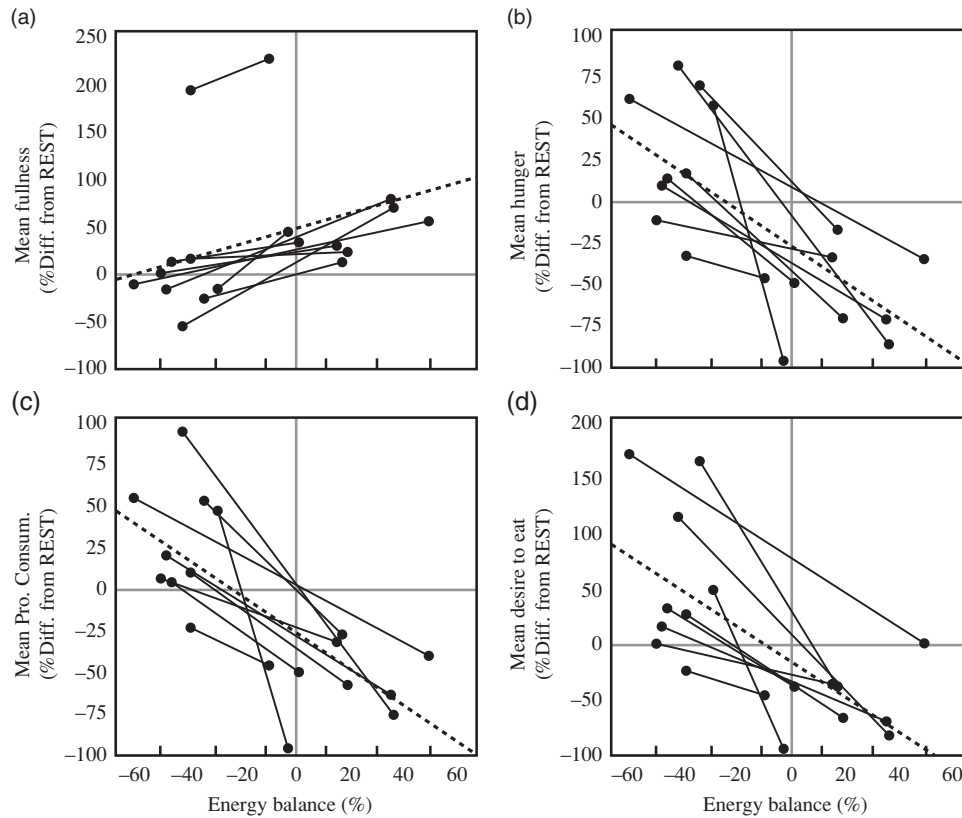 (a)
250
200
150
100
50
0
−50
−100
Mean fullness
(%Diff. from REST)
(b)
100
75
50
25
0
−25
−50
−75
−100
Mean hunger
(%Diff. from REST)
(c)
100
75
50
25
0
−25
−50
−75
−100
Mean Pro. Consum.
(%Diff. from REST)
−60 −40 −20 0 20 40 60
Energy balance (%)
(d)
200
150
100
50
0
−50
−100
Mean desire to eat
(%Diff. from REST)
−60 −40 −20 0 20 40 60
Energy balance (%)